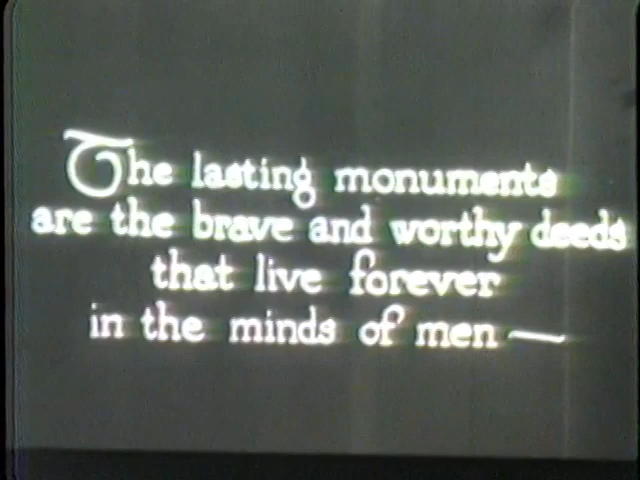 The lasting monuments
are the brave and worthy deeds
that live forever
in the minds of men —